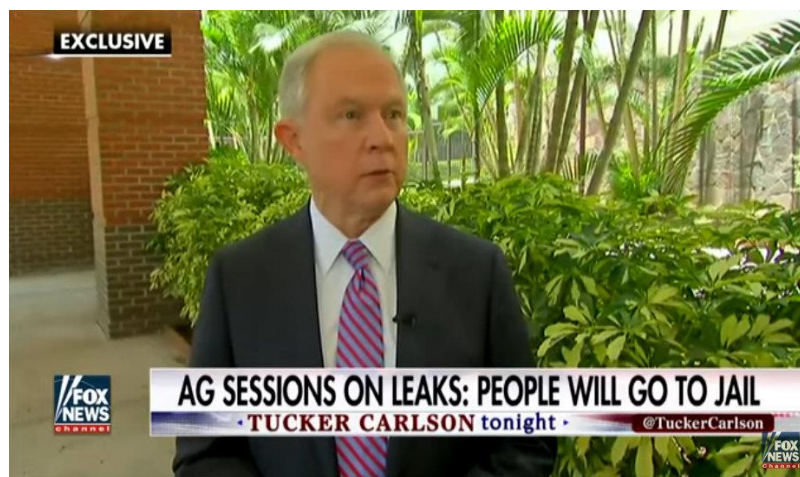 EXCLUSIVE
AG SESSIONS ON LEAKS: PEOPLE WILL GO TO JAIL
TUCKER CARLSON tonight
@TuckerCarlson
FOX
NEWS
channel
FOX
NEWS
channel